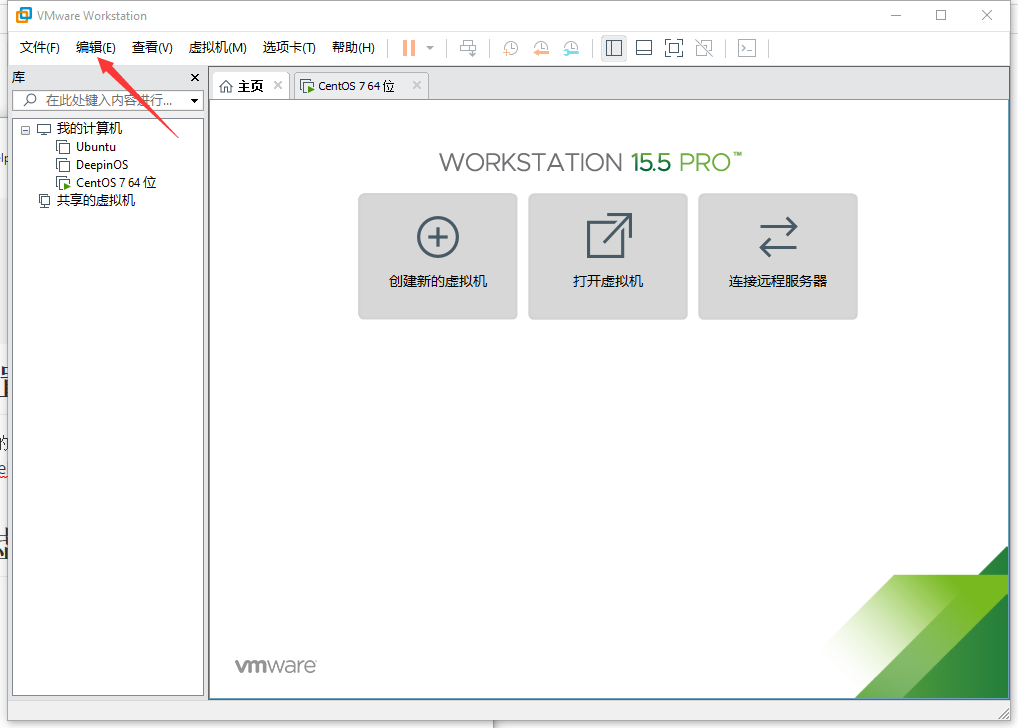 VMware Workstation
文件(F) 编辑(E) 查看(V) 虚拟机(M) 选项卡(T) 帮助(H)
库
在此处键入内容进行...
我的计算机
Ubuntu
DeepinOS
CentOS 7 64 位
共享的虚拟机
主页
CentOS 7 64 位
WORKSTATION 15.5 PRO™
创建新的虚拟机
打开虚拟机
连接远程服务器
vmware